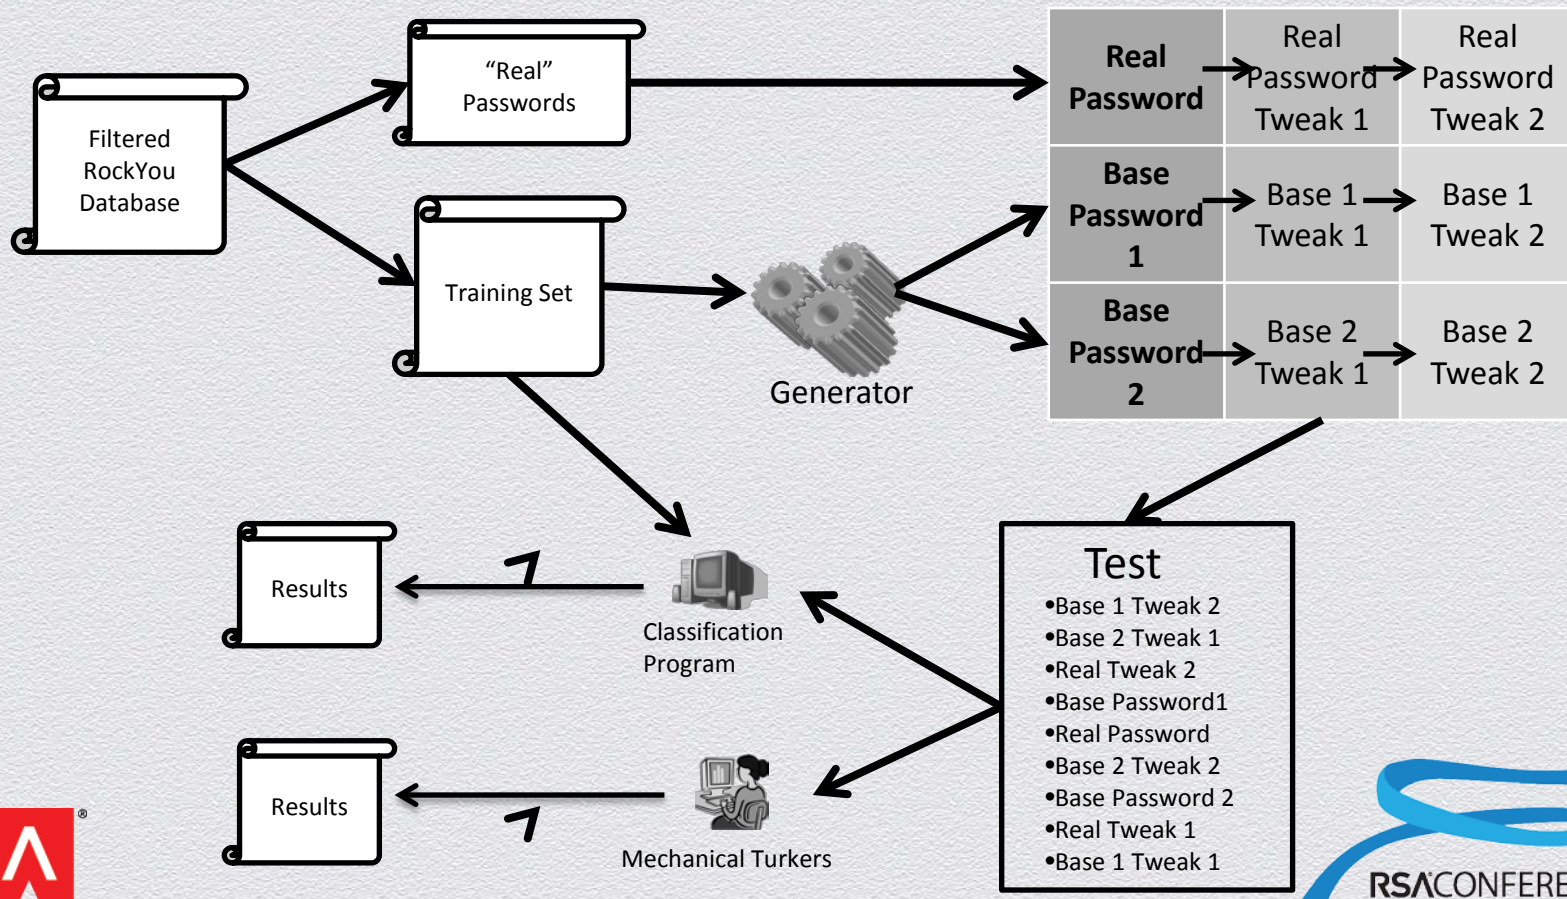 Filtered
RockYou
Database
“Real”
Passwords
Training Set
Generator
Real
Password
Real
Password
Tweak 1
Real
Password
Tweak 2
Base
Password
1
Base 1
Tweak 1
Base 1
Tweak 2
Base
Password
2
Base 2
Tweak 1
Base 2
Tweak 2
Results
Classification
Program
Results
Mechanical Turkers
Test
•Base 1 Tweak 2
•Base 2 Tweak 1
•Real Tweak 2
•Base Password1
•Real Password
•Base 2 Tweak 2
•Base Password 2
•Real Tweak 1
•Base 1 Tweak 1
®
RSACONFERE